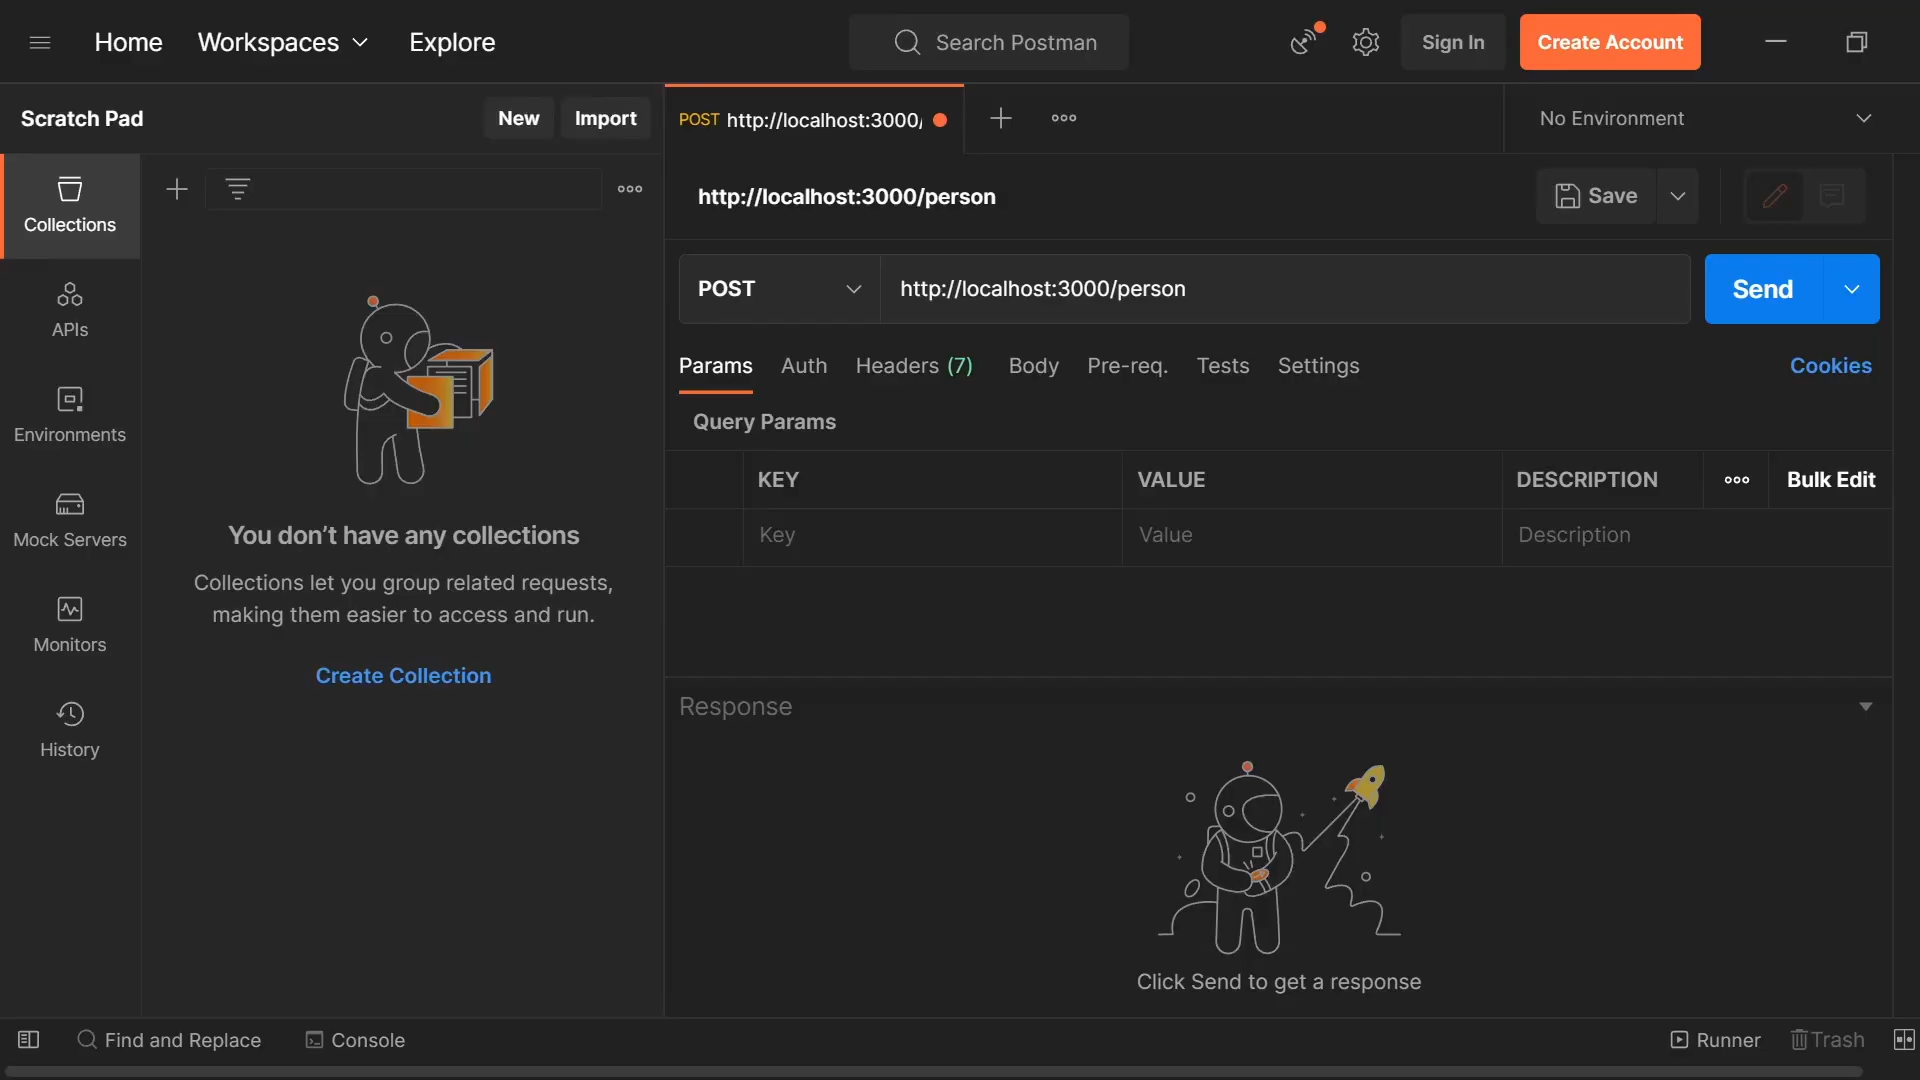 Home Workspaces Explore Search Postman Sign In Create Account
Scratch Pad New Import POST http://localhost:3000/ No Environment
Collections
http://localhost:3000/person Save
APIs
POST http://localhost:3000/person Send
Params Auth Headers (7) Body Pre-req. Tests Settings Cookies
Environments
Query Params
KEY VALUE DESCRIPTION Bulk Edit
Key Value Description
Mock Servers
You don’t have any collections
Collections let you group related requests,
making them easier to access and run.
Monitors
Create Collection
Response
History
Click Send to get a response
Find and Replace Console Runner Trash